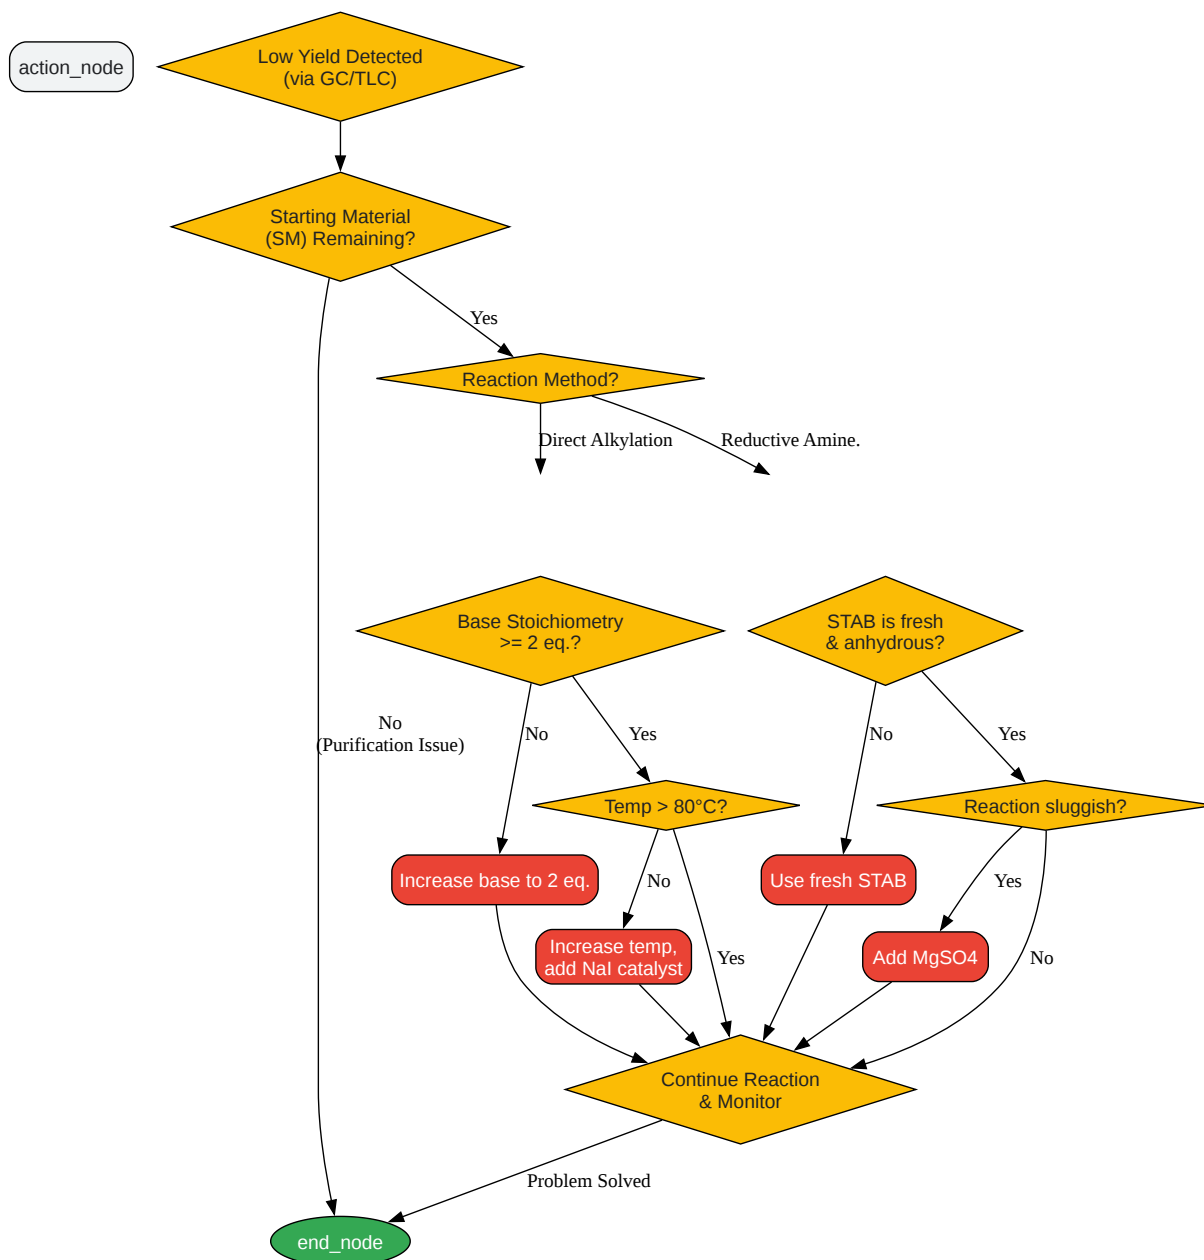 action_node
Low Yield Detected
(via GC/TLC)
Starting Material
(SM) Remaining?
Yes
Reaction Method?
Direct Alkylation
Reductive Amine.
Base Stoichiometry
>= 2 eq.?
STAB is fresh
& anhydrous?
No
(Purification Issue)
No
Yes
No
Yes
Temp > 80°C?
Reaction sluggish?
Increase base to 2 eq.
No
Use fresh STAB
Yes
Increase temp,
add NaI catalyst
Yes
Add MgSO4
No
Continue Reaction
& Monitor
Problem Solved
end_node